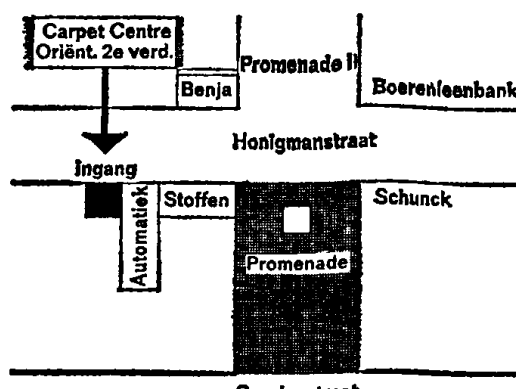 Carpet Centre
Oriënt. 2e verd.
Promenade II
Benja
Boerenleenbank
Honigmanstraat
ingang
Stoffen
Schunck
Automatiek
Promenade